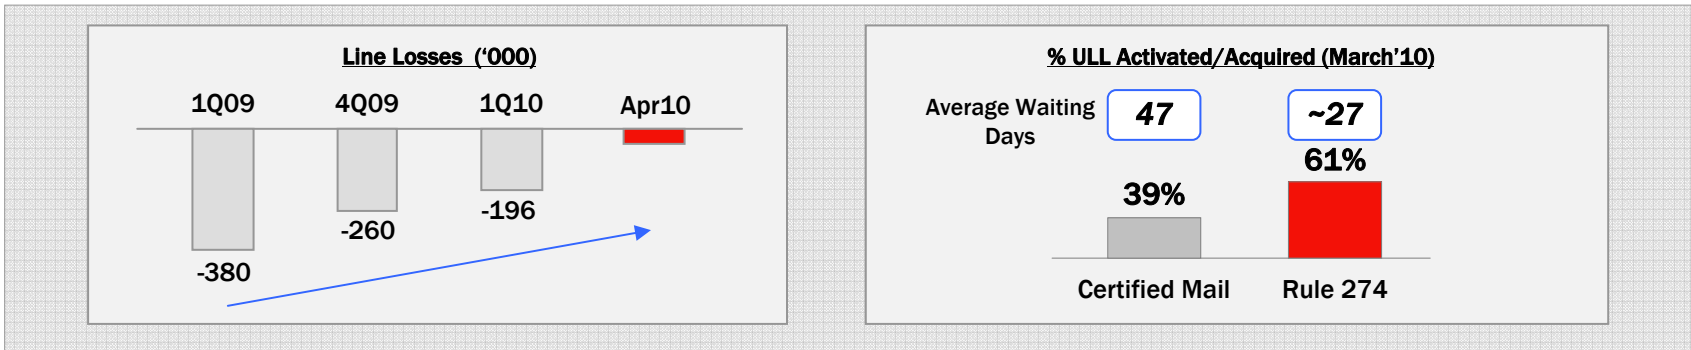 Line Losses (‘000)
1Q09 4Q09 1Q10 Apr10
-380
-260
-196
% ULL Activated/Acquired (March’10)
Average Waiting
Days
47 ~27
39%
61%
Certified Mail Rule 274